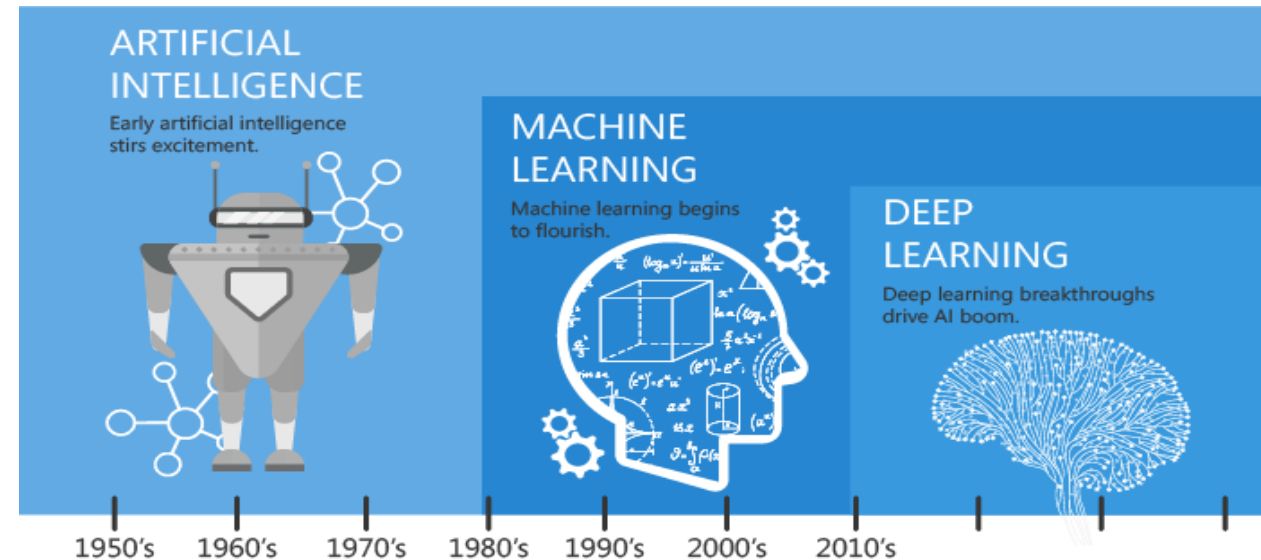 ARTIFICIAL
INTELLIGENCE
Early artificial intelligence
stirs excitement.
MACHINE
LEARNING
Machine learning begins
to flourish.
DEEP
LEARNING
Deep learning breakthroughs
drive AI boom.
1950's 1960's 1970's 1980's 1990's 2000's 2010's